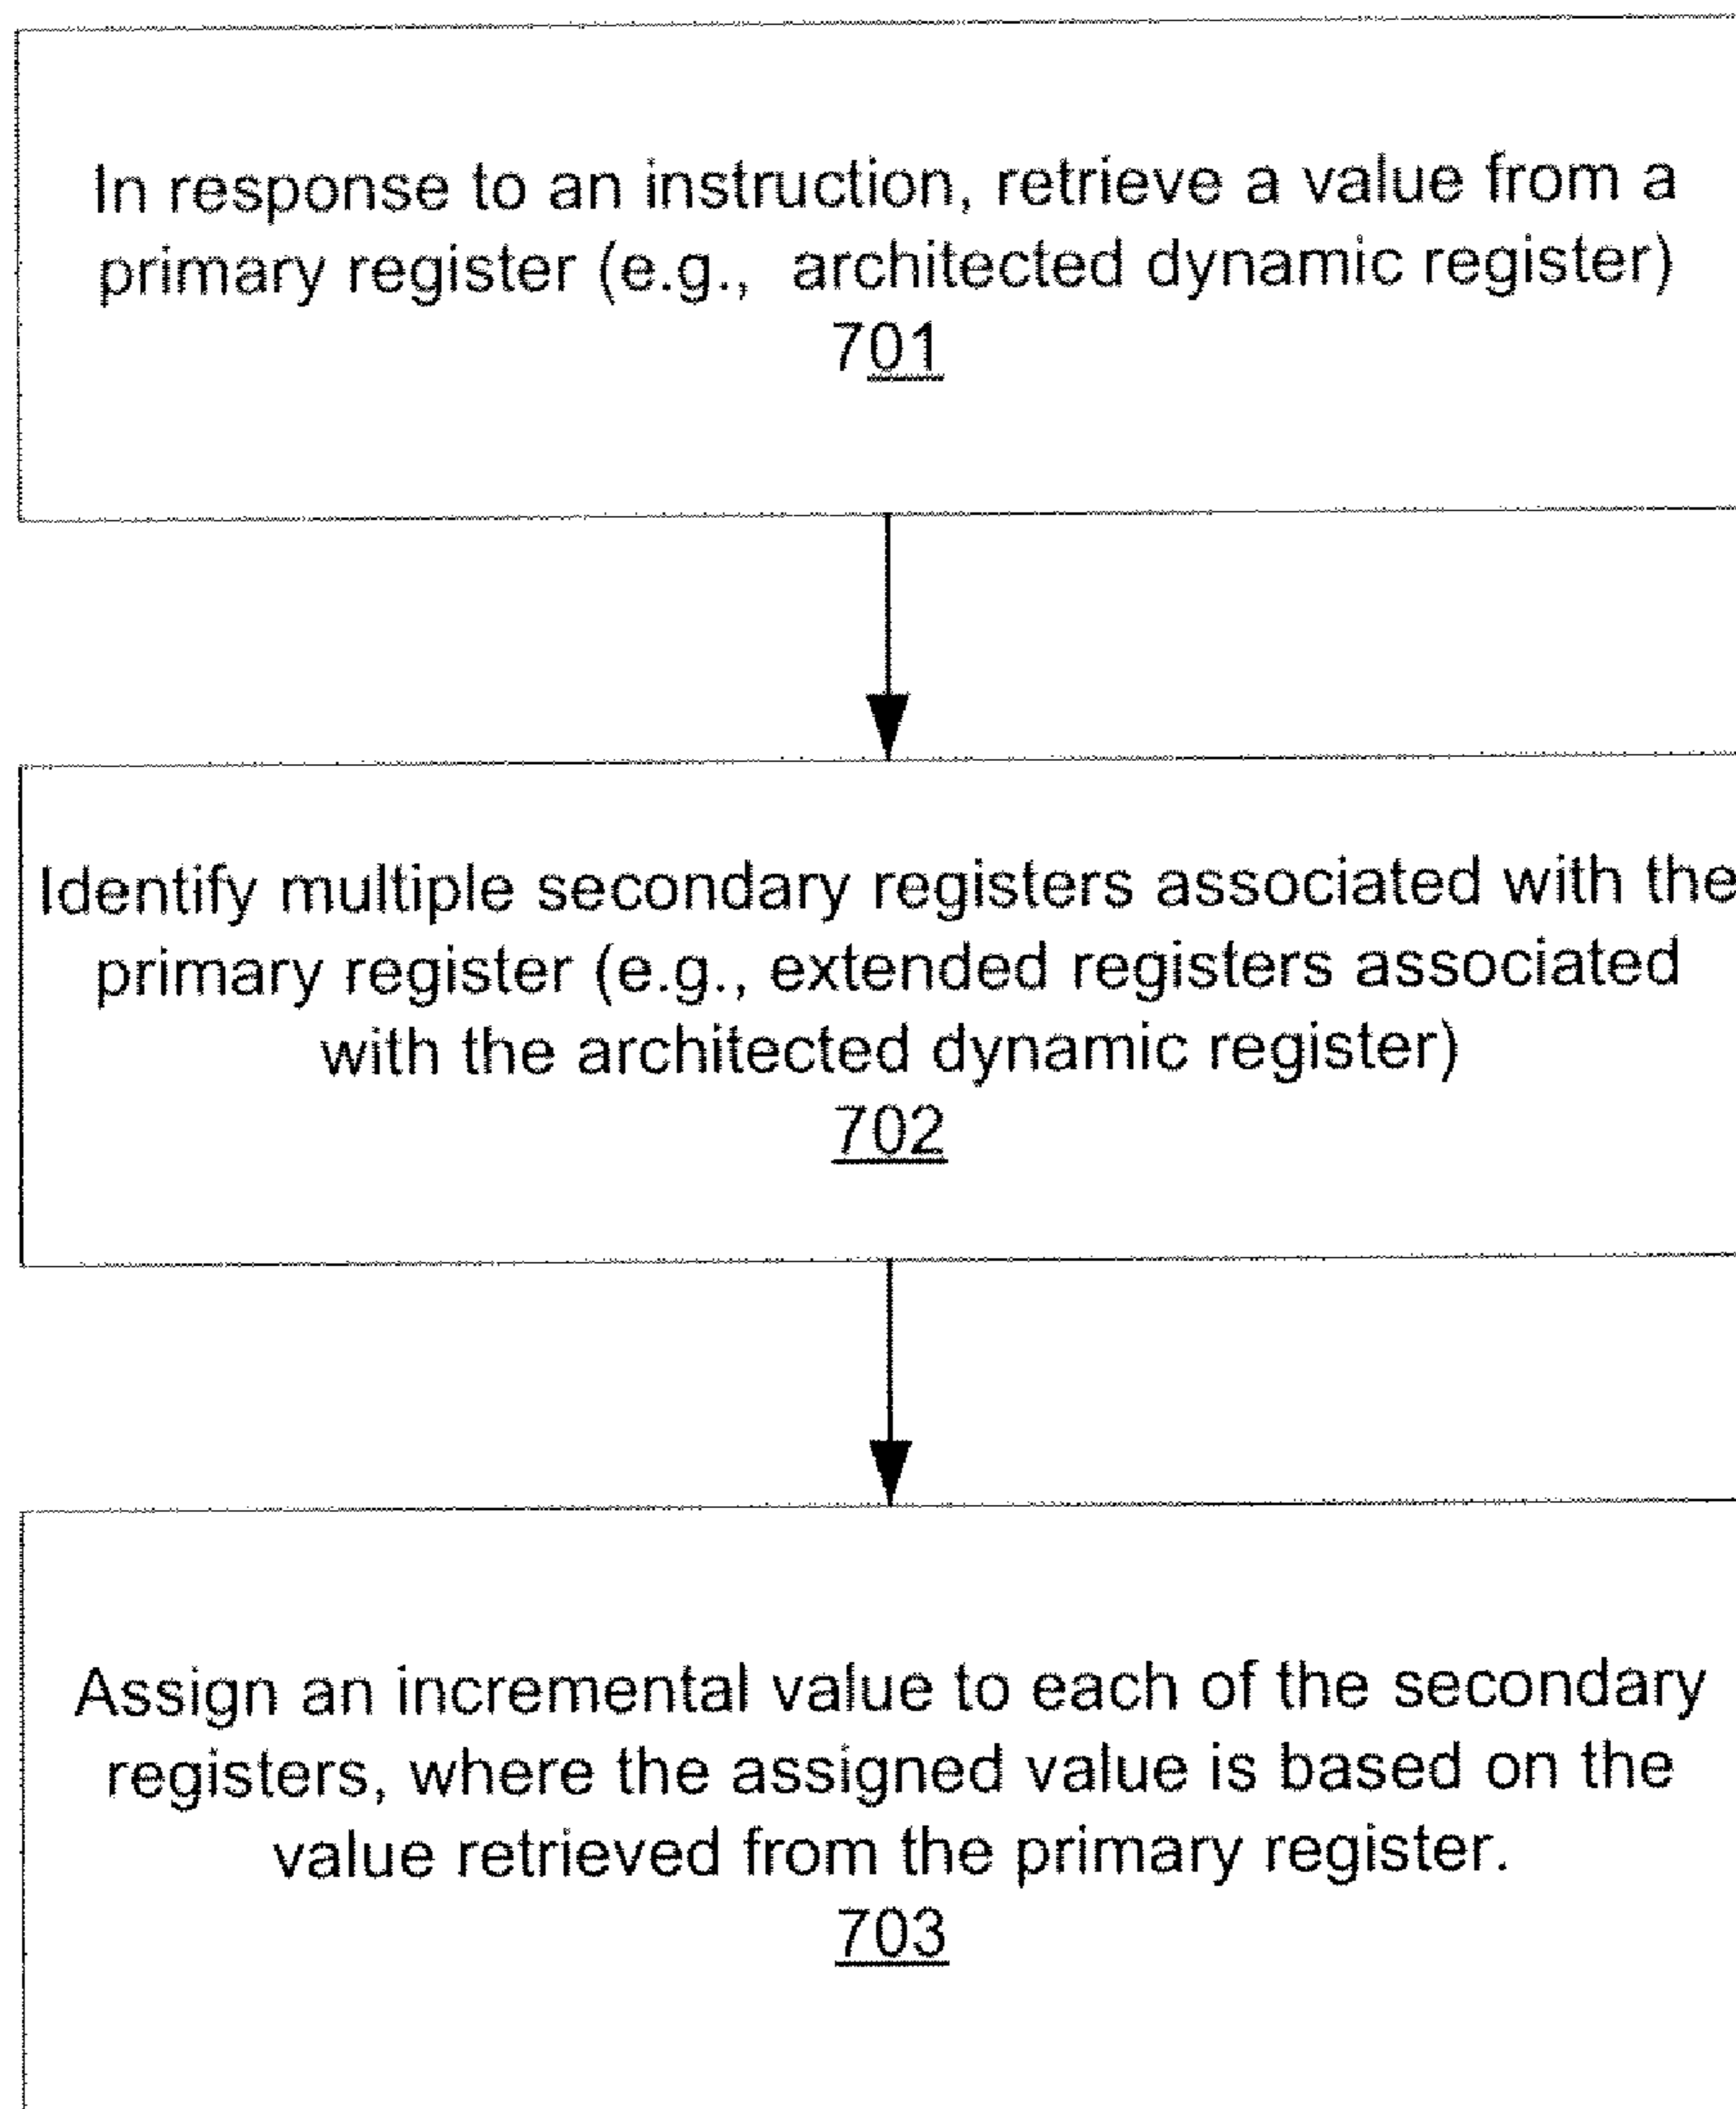 In response to an instruction, retrieve a value from a
primary register (e.g., architected dynamic register)
701
Identify multiple secondary registers associated with the
primary register (e.g., extended registers associated
with the architected dynamic register)
702
Assign an incremental value to each of the secondary
registers, where the assigned value is based on the
value retrieved from the primary register.
703